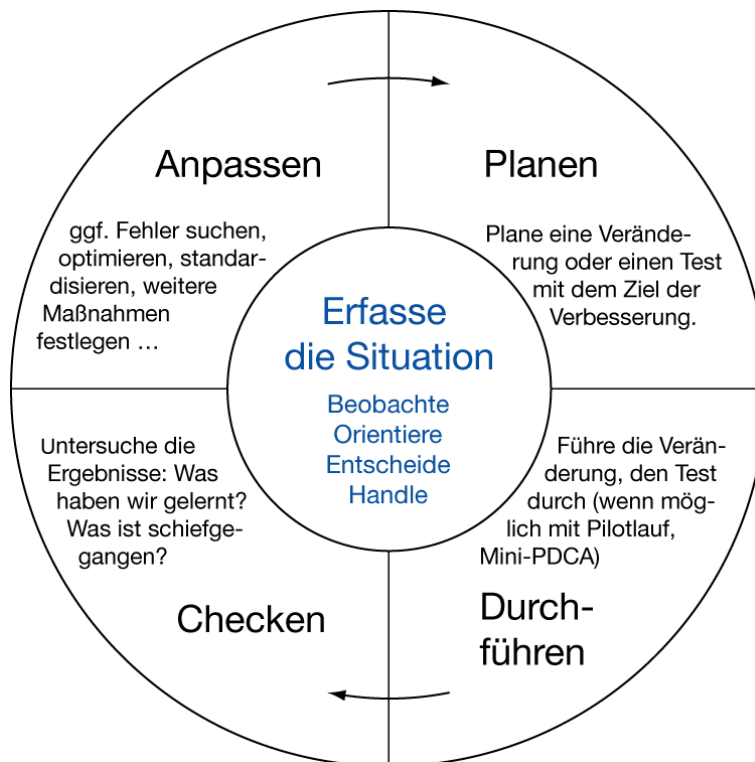 Anpassen
ggf. Fehler suchen,
optimieren, standar-
disieren, weitere
Maßnahmen
festlegen ...
Planen
Plane eine Verände-
rung oder einen Test
mit dem Ziel der
Verbesserung.
Erfasse
die Situation
Beobachte
Orientiere
Entscheide
Handle
Untersuche die
Ergebnisse: Was
haben wir gelernt?
Was ist schiefge-
gangen?
Checken
Führe die Verän-
derung, den Test
durch (wenn mög-
lich mit Pilotlauf,
Mini-PDCA)
Durch-
führen